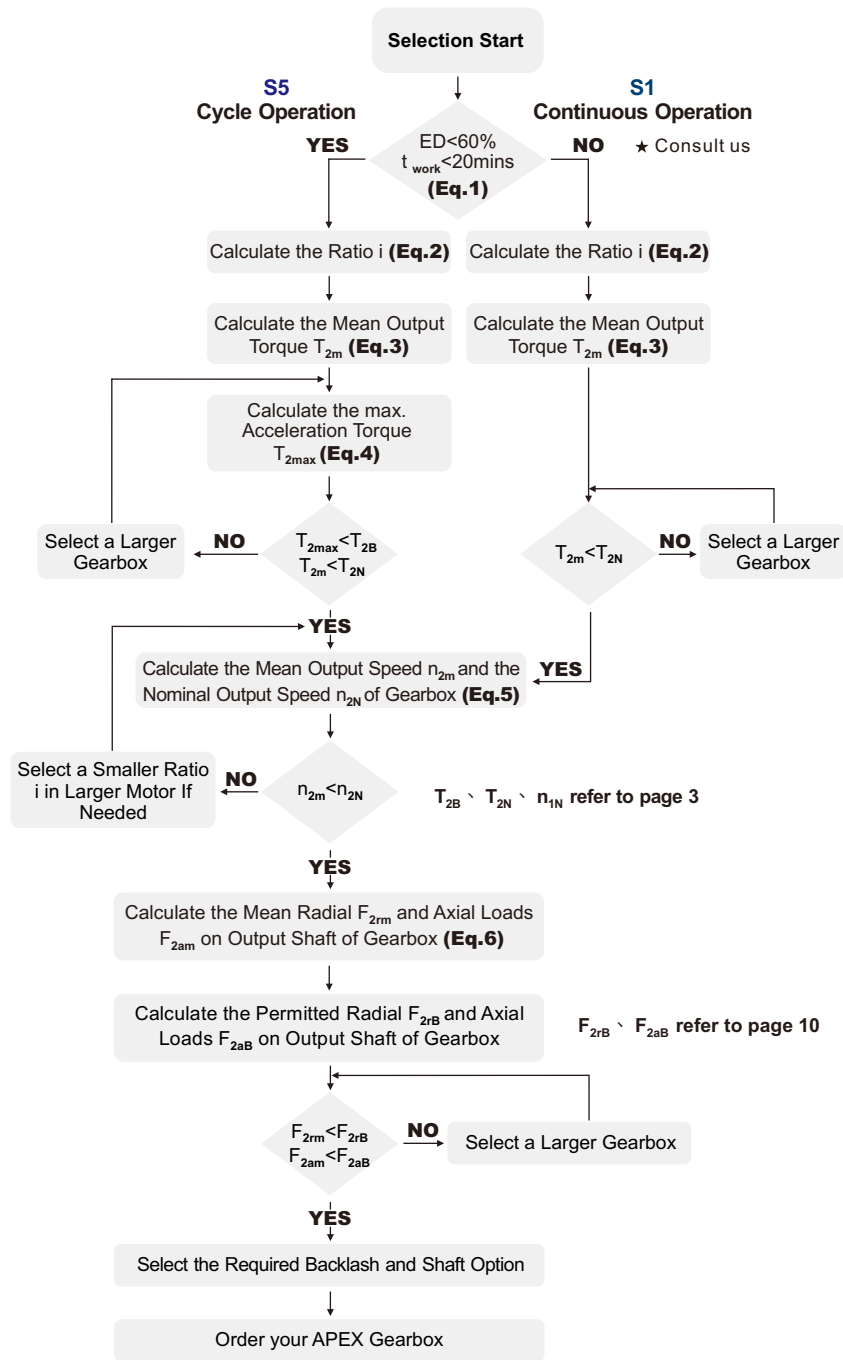 Selection Start
S5
Cycle Operation
S1
Continuous Operation
YES
ED<60%
t work<20mins
(Eq.1)
NO
★ Consult us
Calculate the Ratio i (Eq.2)
Calculate the Ratio i (Eq.2)
Calculate the Mean Output
Torque T2m (Eq.3)
Calculate the Mean Output
Torque T2m (Eq.3)
Calculate the max.
Acceleration Torque
T2max (Eq.4)
Select a Larger
Gearbox
NO
T2max<T2B
T2m<T2N
T2m<T2N
NO
Select a Larger
Gearbox
YES
Calculate the Mean Output Speed n2m and the
Nominal Output Speed n2N of Gearbox (Eq.5)
YES
Select a Smaller Ratio
i in Larger Motor If
Needed
NO
n2m<n2N
T2B、 T2N、 n1N refer to page 3
YES
Calculate the Mean Radial F2rm and Axial Loads
F2am on Output Shaft of Gearbox (Eq.6)
Calculate the Permitted Radial F2rB and Axial
Loads F2aB on Output Shaft of Gearbox
F2rB、 F2aB refer to page 10
F2rm<F2rB
F2am<F2aB
NO
Select a Larger Gearbox
YES
Select the Required Backlash and Shaft Option
Order your APEX Gearbox